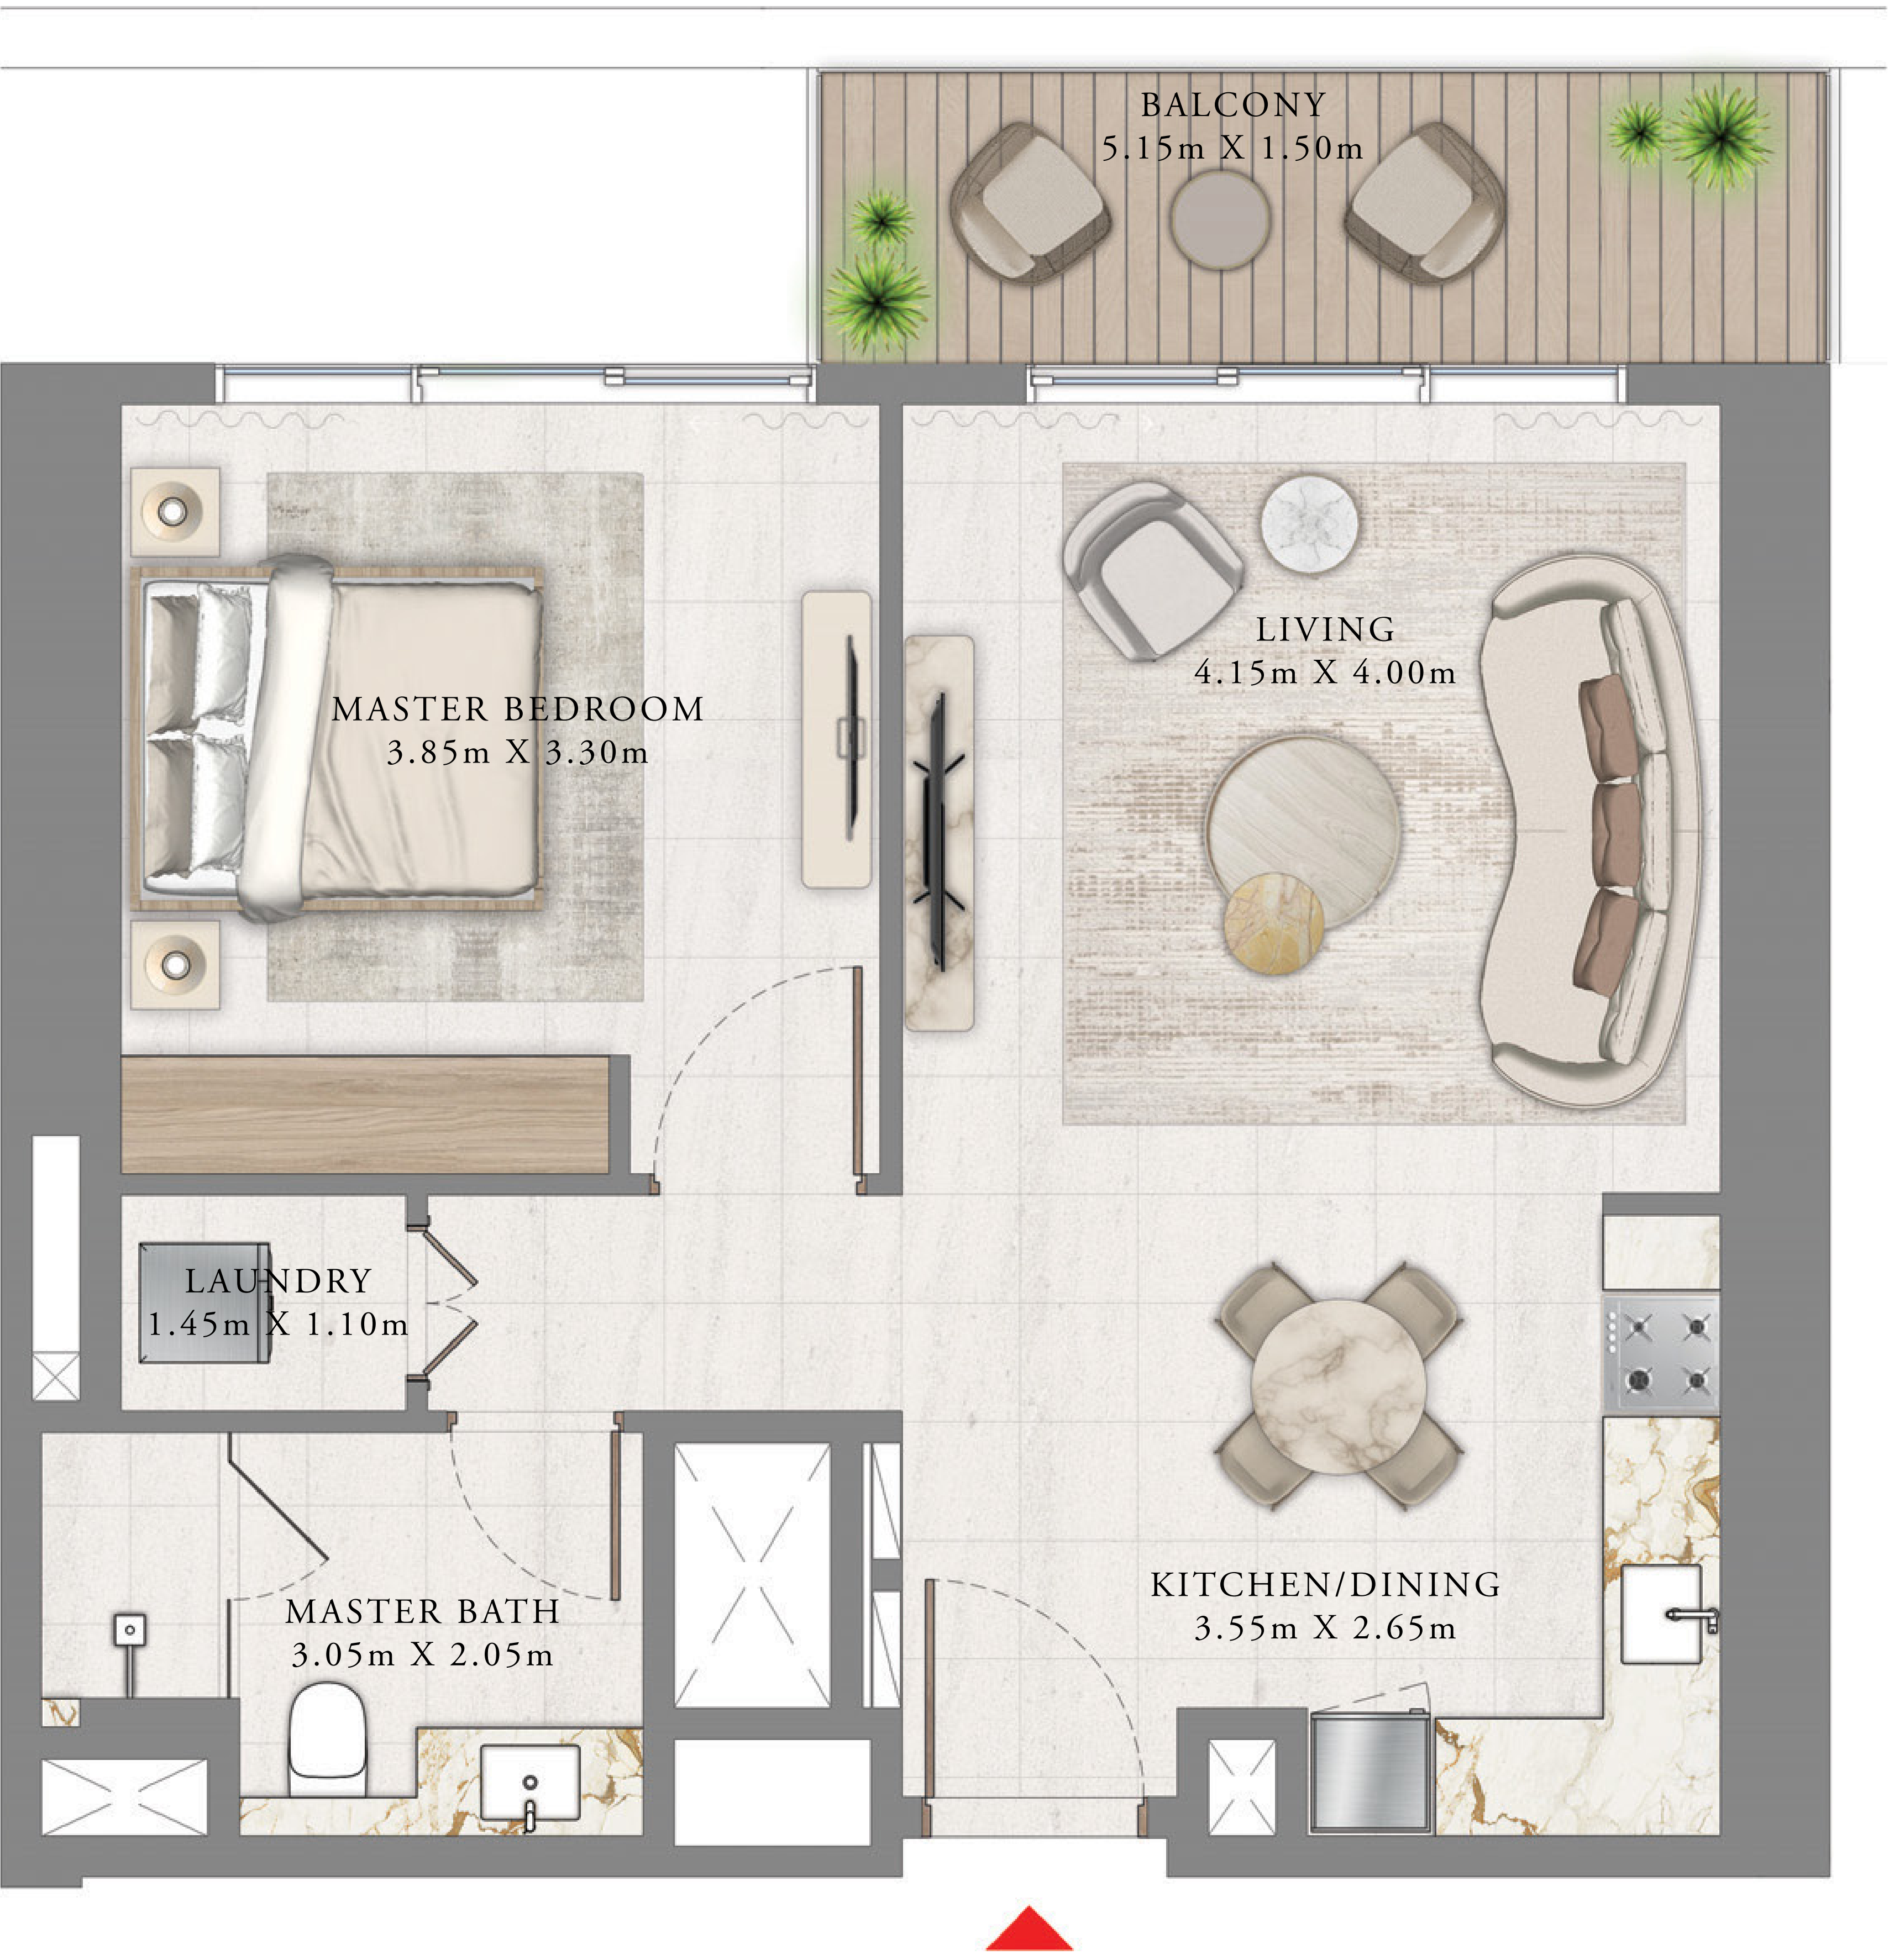 BALCONY
5.15m X 1.50m
LIVING
4.15m X 4.00m
MASTER BEDROOM
3.85m X 3.30m
LAUNDRY
1.45m X 1.10m
KITCHEN/DINING
3.55m X 2.65m
MASTER BATH
3.05m X 2.05m